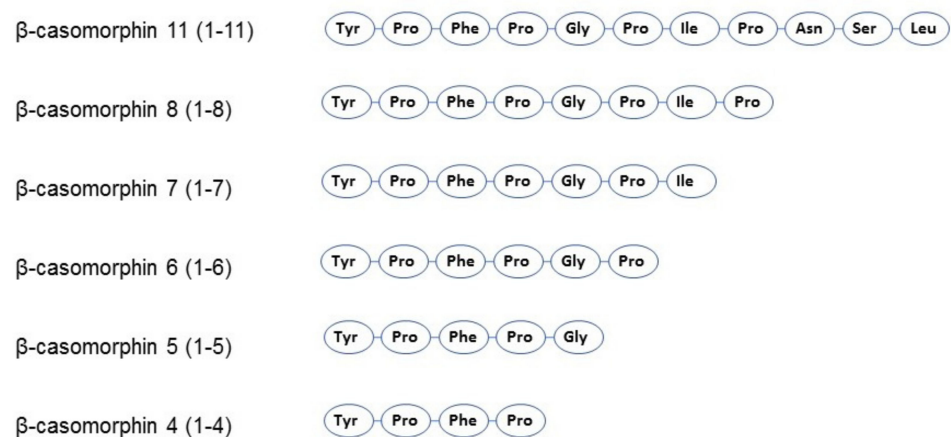 β-casomorphin 11 (1-11) Tyr Pro Phe Pro Gly Pro Ile Pro Asn Ser Leu
β-casomorphin 8 (1-8) Tyr Pro Phe Pro Gly Pro Ile Pro
β-casomorphin 7 (1-7) Tyr Pro Phe Pro Gly Pro Ile
β-casomorphin 6 (1-6) Tyr Pro Phe Pro Gly Pro
β-casomorphin 5 (1-5) Tyr Pro Phe Pro Gly
β-casomorphin 4 (1-4) Tyr Pro Phe Pro